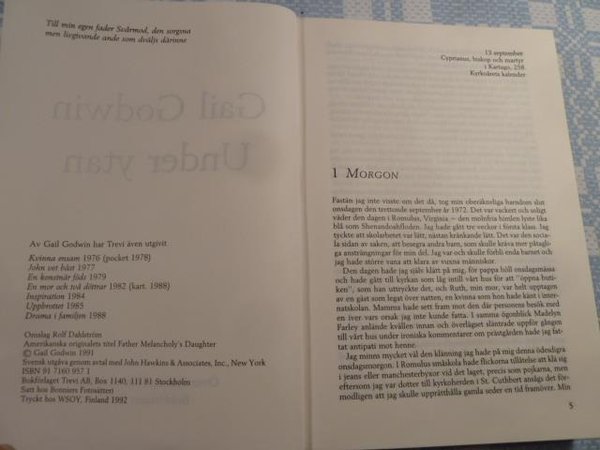 Till min egen fader Svårmod, den sorgsna
men livgivande ande som dväljs därinne
Gail Godwin
Under ytan
Av Gail Godwin har Trevi även utgivit
Kvinna ensam 1976 (pocket 1978)
John vet bäst 1977
En konstnär föds 1979
En mor och två döttrar 1982 (kart. 1988)
Inspiration 1984
Uppbrottet 1985
Drama i familjen 1988
Omslag Rolf Dahlström
Amerikanska originalets titel Father Melancholy's Daughter
© Gail Godwin 1991
Svensk utgåva genom avtal med John Hawkins & Associates, Inc., New York
ISBN 91 7160 957 1
Bokförlaget Trevi AB, Box 1140, 111 81 Stockholm
Satt hos Bonniers Fotosätteri
Tryckt hos WSOY, Finland 1992
13 september
Cyprianus, biskop och martyr
i Kartago, 258
Kyrkoårets kalender
1 MORGON
Fastän jag inte visste om det då, tog min oberäkneliga barndom slut
onsdagen den trettonde september år 1972. Det var vackert och soligt
väder den dagen i Romulus, Virginia – den molnfria himlen lyste lika
blå som Shenandoahfloden. Jag hade gått tre veckor i första klass. Jag
tyckte att skolarbetet var lätt, nästan kränkande lätt. Det var den socia-
la sidan av saken, att besegra andra barn, som skulle kräva mer påtagliga
ansträngningar för min del. Jag var och skulle förbli enda barnet och
jag hade större vana att klara av vuxna människor.
Den dagen hade jag själv klätt på mig, för pappa höll onsdagsmässa
och hade gått till kyrkan som låg intill vårt hus för att "öppna buti-
ken", som han uttryckte det, och Ruth, min mor, var helt upptagen
av en gäst som legat över natten, en kvinna som hon hade känt i inter-
natskolan. Mamma hade sett fram mot den där personens besök med
en iver vars orsak jag inte kunde fatta. I samma ögonblick Madelyn
Farley anlände kvällen innan och överlägset släntrade uppför gången
till vårt hus under ironiska kommentarer om prästgården hade jag fat-
tat antipati mot henne.
Jag minns mycket väl den klänning jag hade på mig denna ödesdigra
onsdagsmorgon. I Romulus småskola hade flickorna tillåtelse att klä sig
i jeans eller manchesterbyxor vid det laget, precis som pojkarna, men
eftersom jag var dotter till kyrkoherden i St. Cuthbert ansågs det för-
modligen att jag skulle upprätthålla gamla seder en tid framöver. Min
5